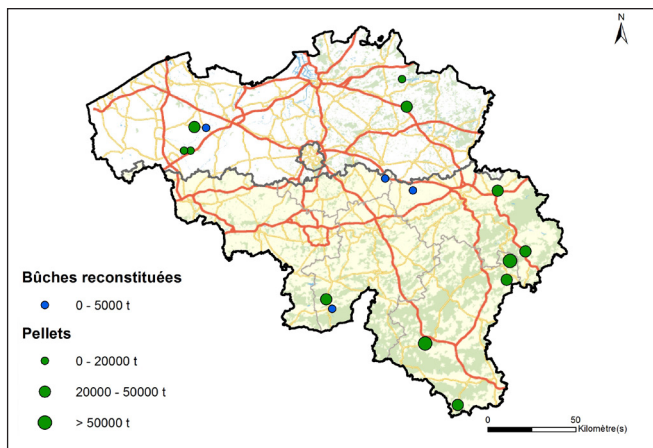 N
Bûches reconstituées
0 - 5000 t
Pellets
0 - 20000 t
20000 - 50000 t
> 50000 t
0 50
Kilomètre(s)